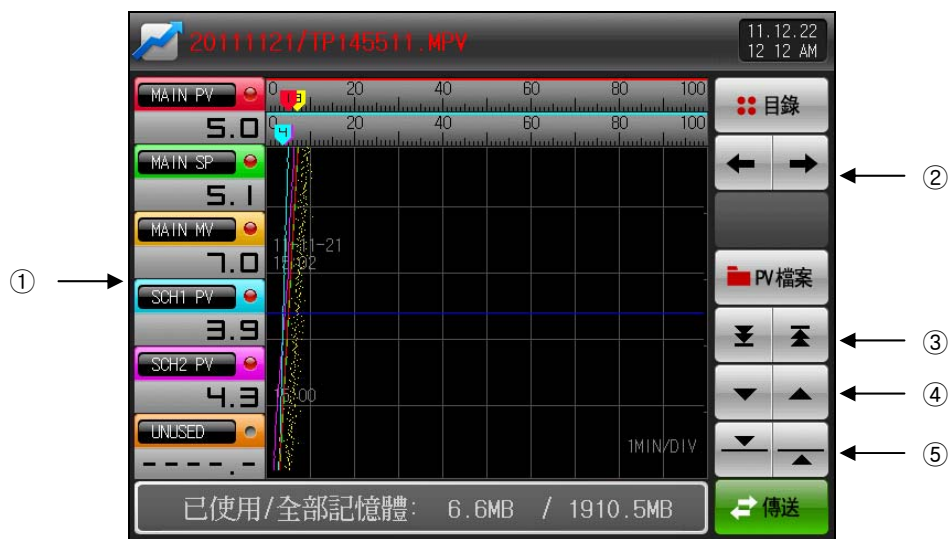 20111121/TP145511.MPV
11.12.22
12 12 AM
MAIN PV
5.0
MAIN SP
5.1
MAIN MV
7.0
SCH1 PV
3.9
SCH2 PV
4.3
UNUSED
----.-
0 20 40 60 80 100
1
3
0 20 40 60 80 100
4
11-11-21
15:02
15:00
1MIN/DIV
目錄
PV檔案
傳送
已使用/全部記憶體: 6.6MB / 1910.5MB
①
②
③
④
⑤